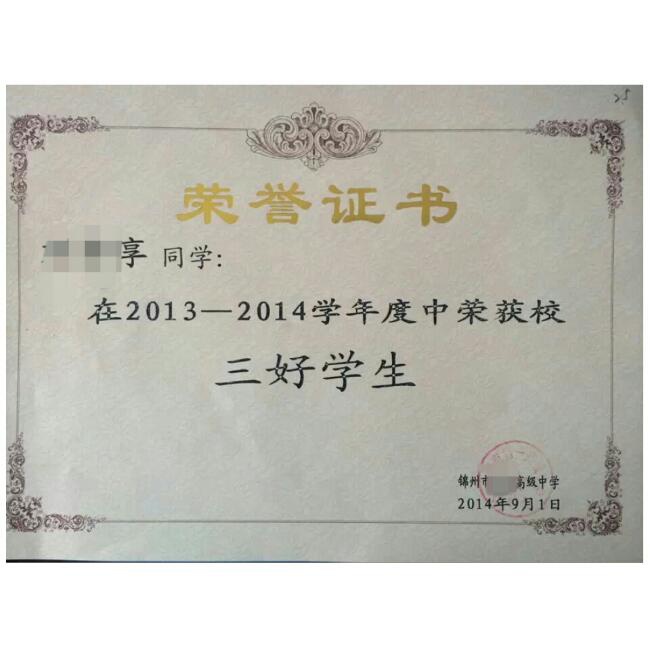 25
荣誉证书
享 同学:
在2013—2014学年度中荣获校
三好学生
锦州市 高级中学
2014年9月1日